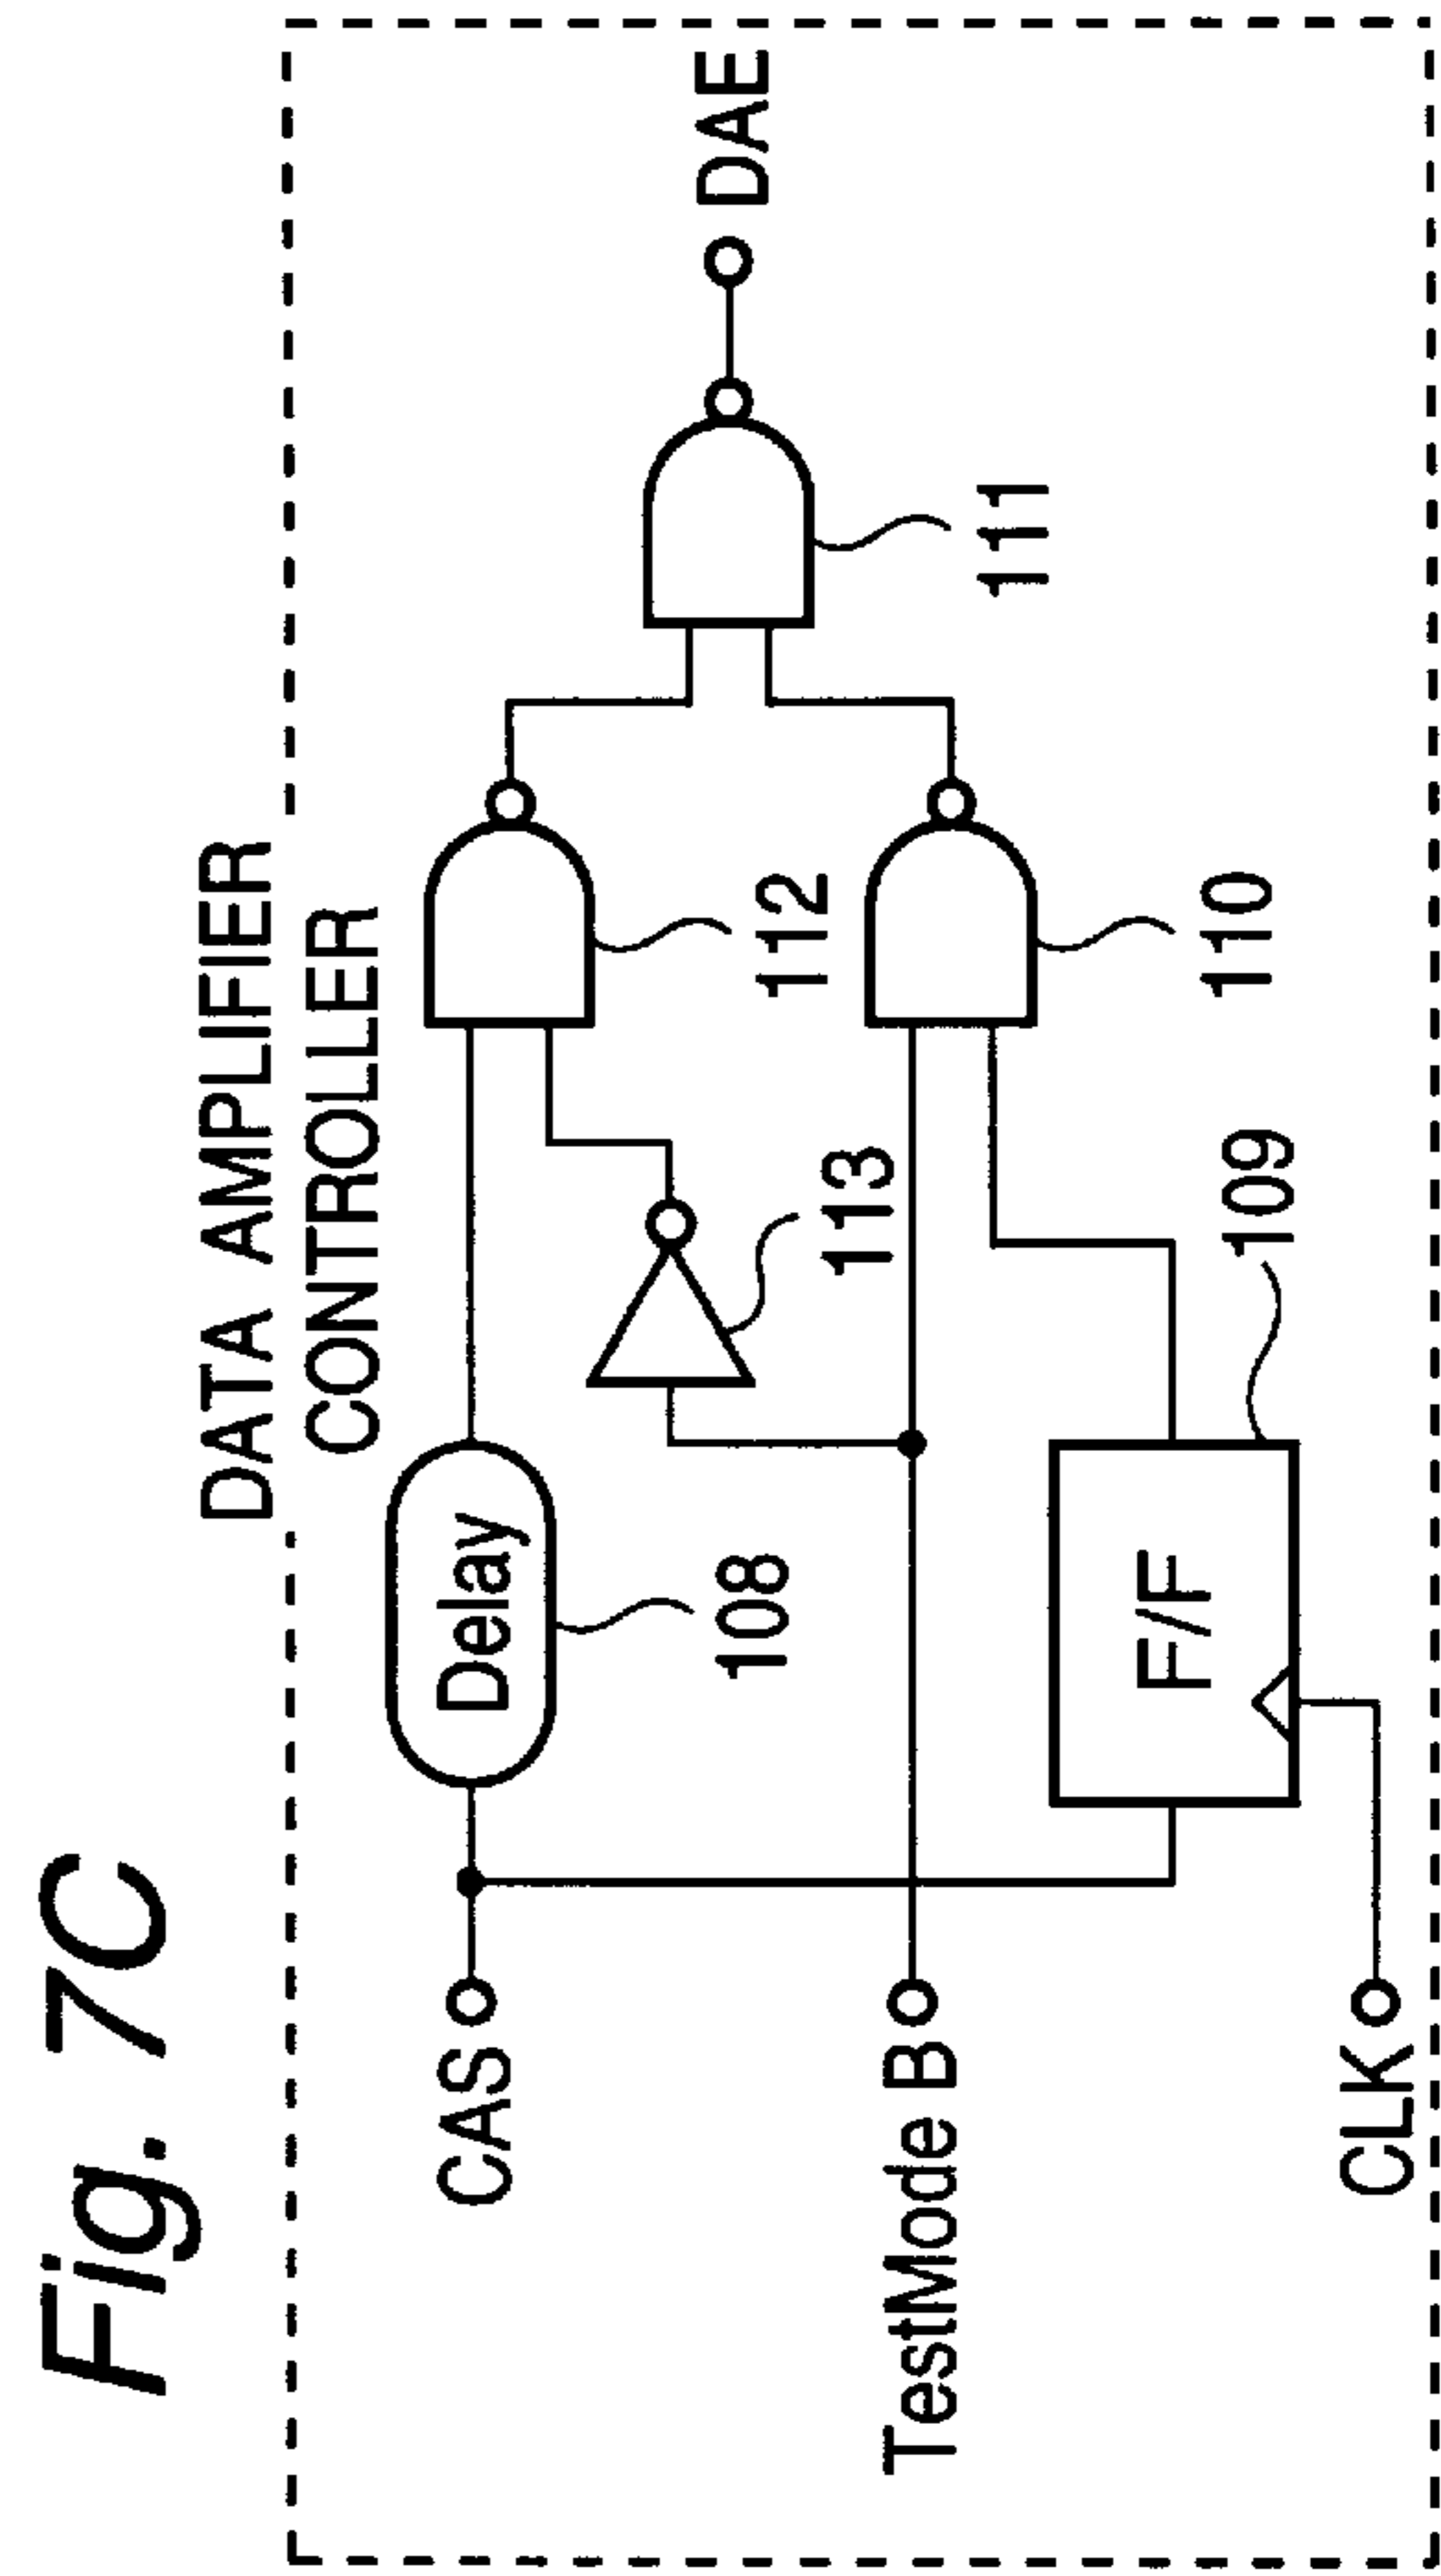 Fig. 7C
DATA AMPLIFIER
CONTROLLER
CAS
Delay
108
112
113
111
DAE
TestMode B
110
F/F
109
CLK